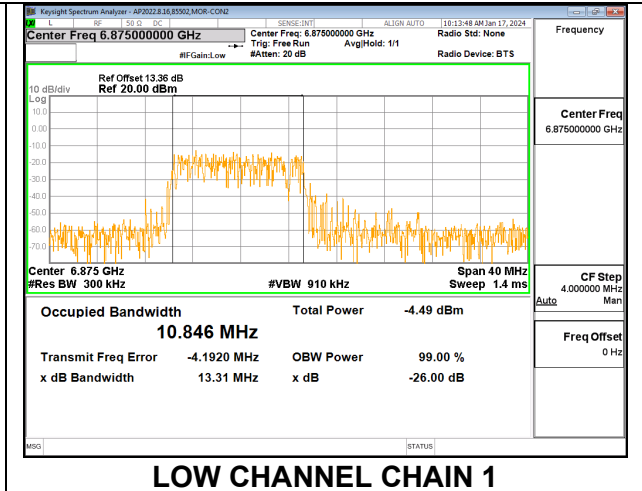 Keysight Spectrum Analyzer - AP2022.8.16,85502,MOR-CON2
L RF 50 Ω DC SENSE:INT ALIGN AUTO 10:13:48 AM Jan 17, 2024
Center Freq 6.875000000 GHz
Center Freq: 6.875000000 GHz
Radio Std: None
Trig: Free Run Avg|Hold: 1/1
#IFGain:Low
#Atten: 20 dB
Radio Device: BTS
Frequency
Ref Offset 13.36 dB
10 dB/div Ref 20.00 dBm
Log
10.0
0.00
-10.0
-20.0
-30.0
-40.0
-50.0
-60.0
-70.0
Center Freq
6.875000000 GHz
Center 6.875 GHz Span 40 MHz
#Res BW 300 kHz #VBW 910 kHz Sweep 1.4 ms
CF Step
4.000000 MHz
Auto Man
Freq Offset
0 Hz
Occupied Bandwidth Total Power -4.49 dBm
10.846 MHz
Transmit Freq Error -4.1920 MHz OBW Power 99.00 %
x dB Bandwidth 13.31 MHz x dB -26.00 dB
MSG STATUS
LOW CHANNEL CHAIN 1